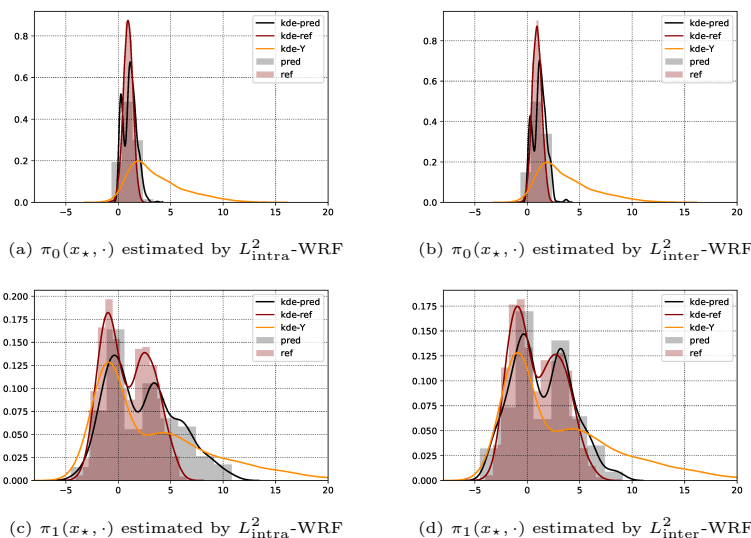 (a)
(b)
kde-pred
kde-ref
kde-Y
pred
ref
0.8
0.6
0.4
0.2
0.0
−5 0 5 10 15 20
kde-pred
kde-ref
kde-Y
pred
ref
0.8
0.6
0.4
0.2
0.0
−5 0 5 10 15 20
(a) π₀(x⋆, ·) estimated by L²intra-WRF
(b) π₀(x⋆, ·) estimated by L²inter-WRF
(c)
(d)
kde-pred
kde-ref
kde-Y
pred
ref
0.200
0.175
0.150
0.125
0.100
0.075
0.050
0.025
0.000
−5 0 5 10 15 20
kde-pred
kde-ref
kde-Y
pred
ref
0.175
0.150
0.125
0.100
0.075
0.050
0.025
0.000
−5 0 5 10 15 20
(c) π₁(x⋆, ·) estimated by L²intra-WRF
(d) π₁(x⋆, ·) estimated by L²inter-WRF